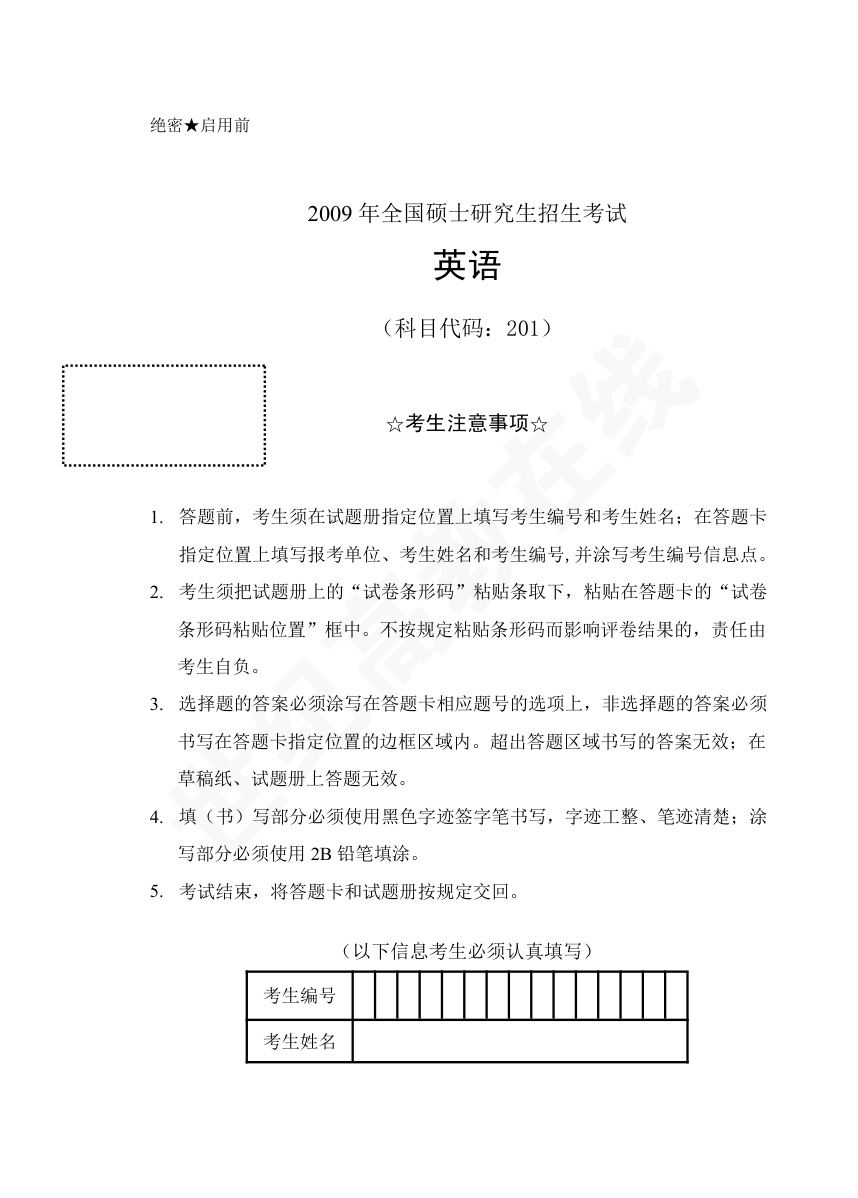 绝密★启用前
2009 年全国硕士研究生招生考试
英语
（科目代码：201）
☆考生注意事项☆
1. 答题前，考生须在试题册指定位置上填写考生编号和考生姓名；在答题卡
指定位置上填写报考单位、考生姓名和考生编号,并涂写考生编号信息点。
2. 考生须把试题册上的“试卷条形码”粘贴条取下，粘贴在答题卡的“试卷
条形码粘贴位置”框中。不按规定粘贴条形码而影响评卷结果的，责任由
考生自负。
3. 选择题的答案必须涂写在答题卡相应题号的选项上，非选择题的答案必须
书写在答题卡指定位置的边框区域内。超出答题区域书写的答案无效；在
草稿纸、试题册上答题无效。
4. 填（书）写部分必须使用黑色字迹签字笔书写，字迹工整、笔迹清楚；涂
写部分必须使用 2B 铅笔填涂。
5. 考试结束，将答题卡和试题册按规定交回。
（以下信息考生必须认真填写）
考生编号
考生姓名
世纪高教在线